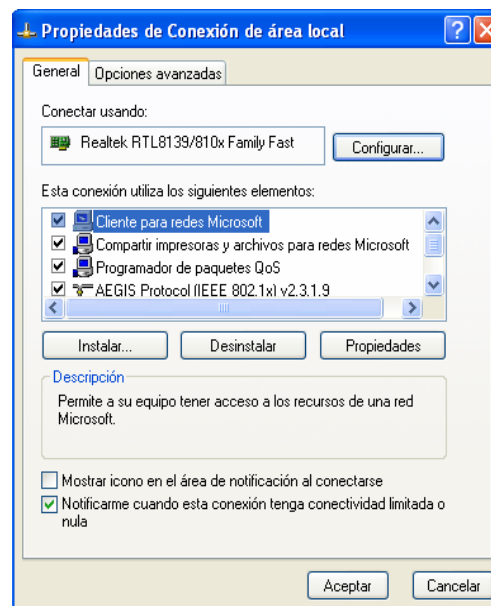 Propiedades de Conexión de área local
General
Opciones avanzadas
Conectar usando:
Realtek RTL8139/810x Family Fast
Configurar...
Esta conexión utiliza los siguientes elementos:
Cliente para redes Microsoft
Compartir impresoras y archivos para redes Microsoft
Programador de paquetes QoS
AEGIS Protocol (IEEE 802.1x) v2.3.1.9
Instalar...
Desinstalar
Propiedades
Descripción
Permite a su equipo tener acceso a los recursos de una red
Microsoft.
Mostrar icono en el área de notificación al conectarse
Notificarme cuando esta conexión tenga conectividad limitada o
nula
Aceptar
Cancelar